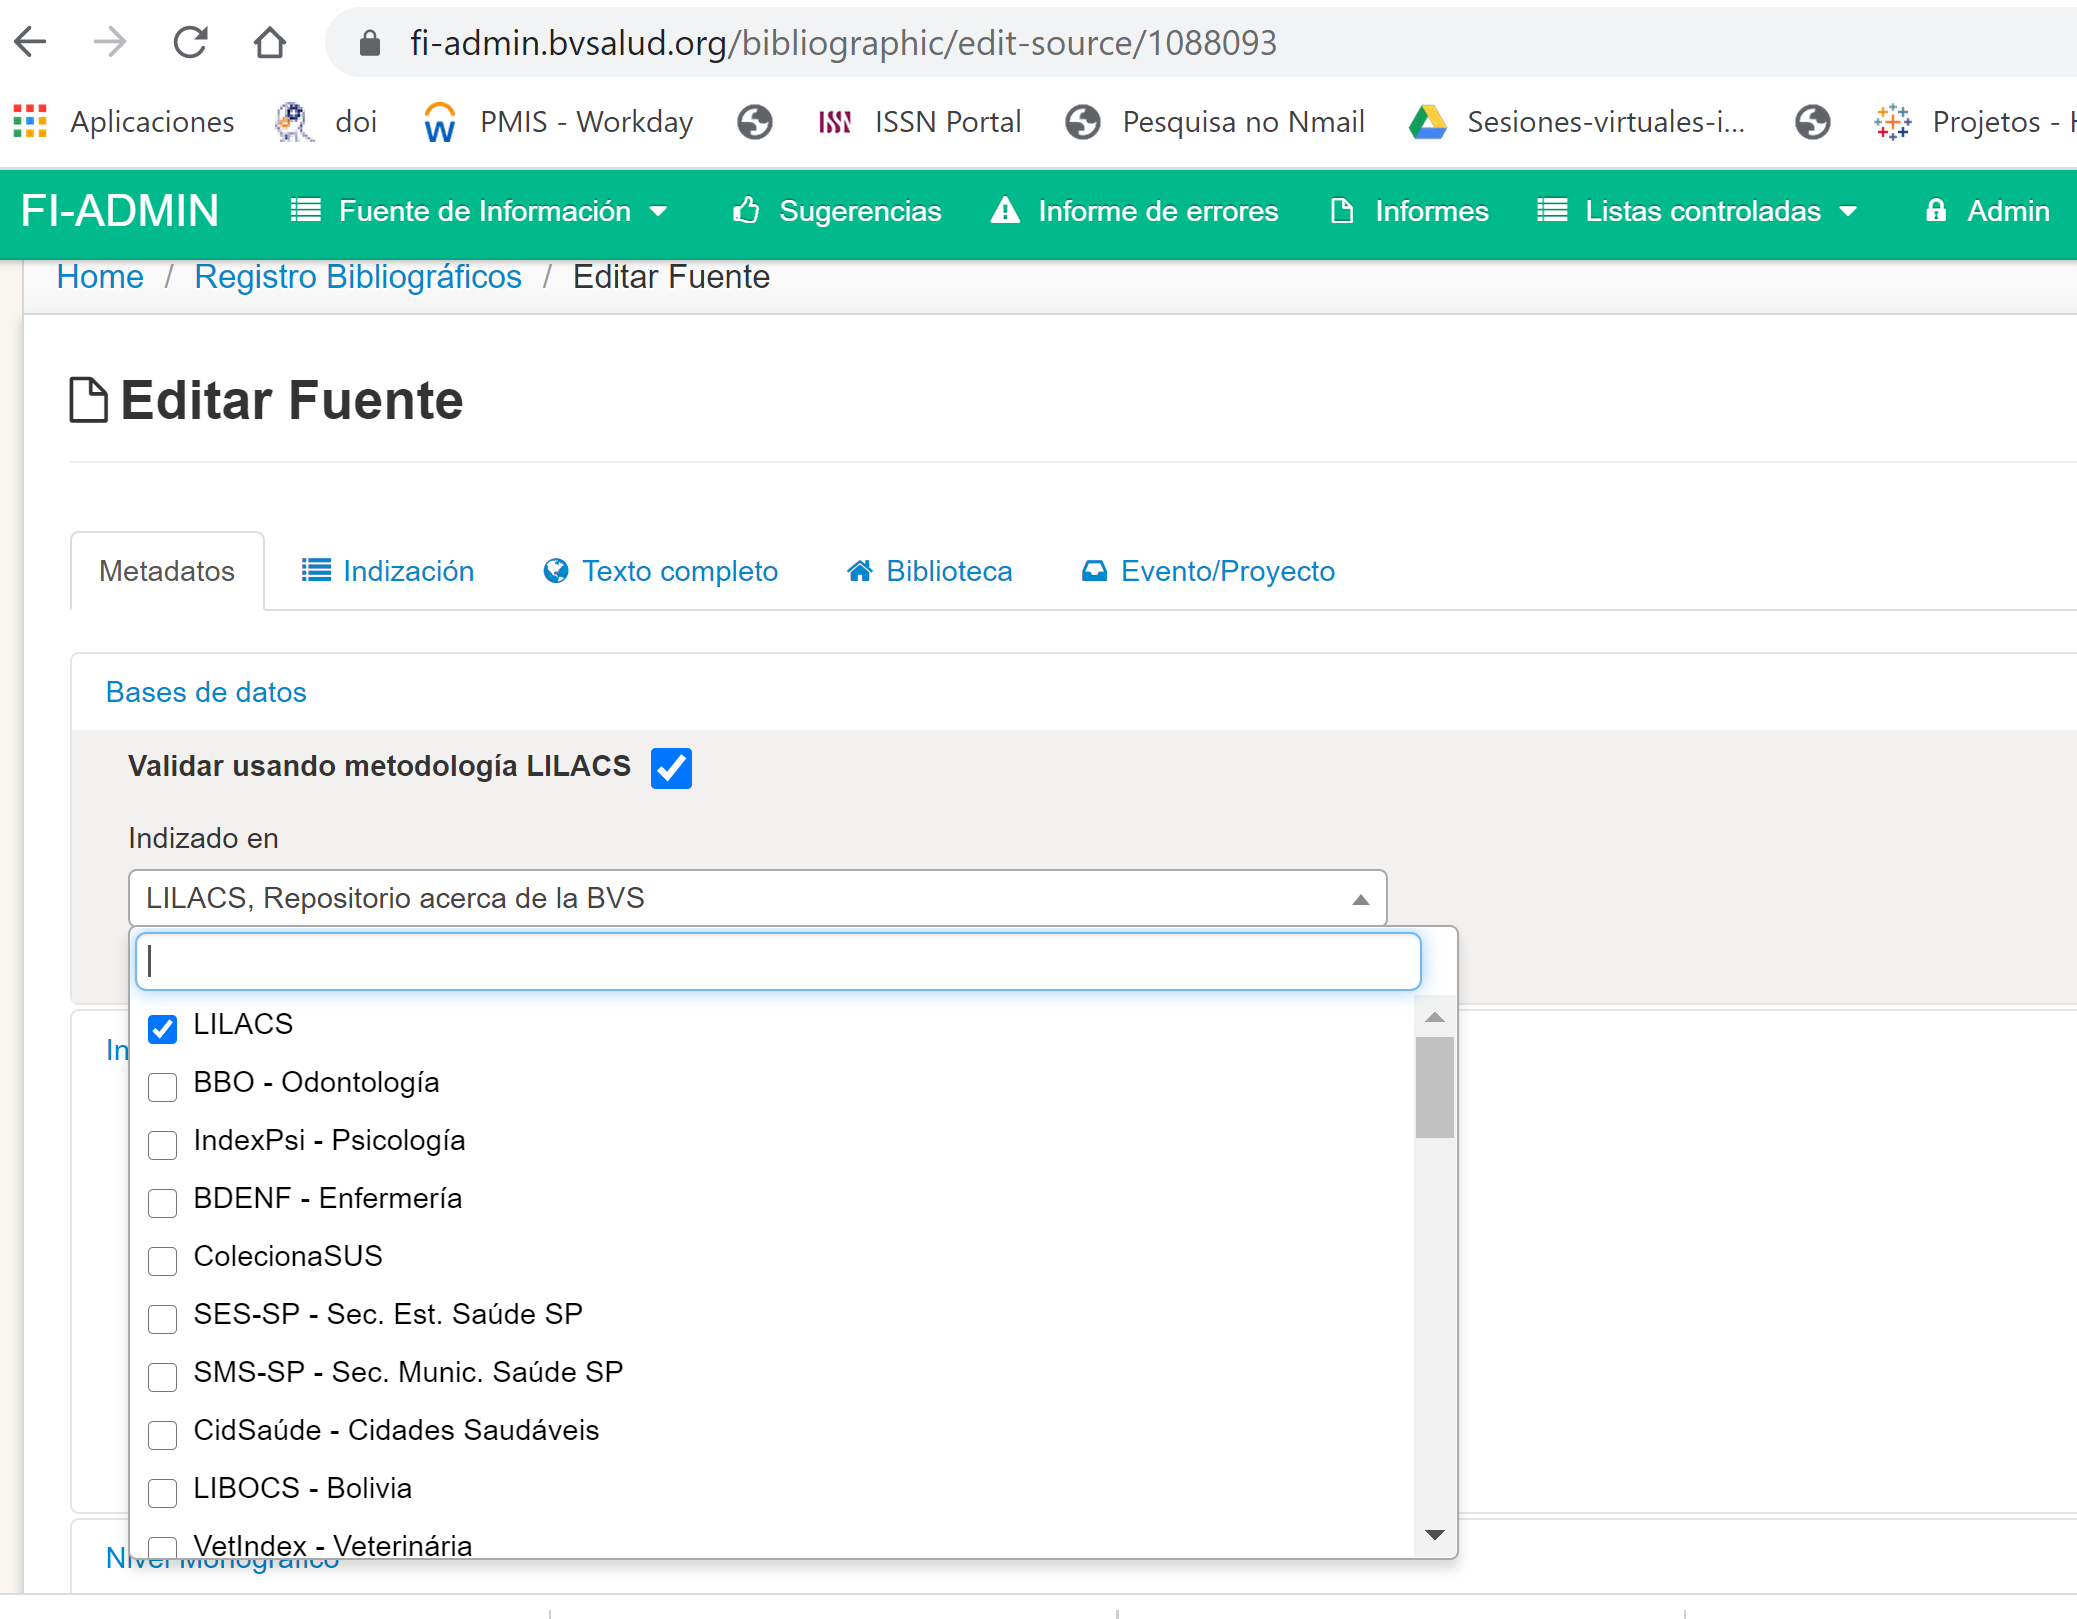 fi-admin.bvsalud.org/bibliographic/edit-source/1088093
Aplicaciones doi PMIS - Workday ISSN ISSN Portal Pesquisa no Nmail Sesiones-virtuales-i... Projetos -
FI-ADMIN Fuente de Información Sugerencias Informe de errores Informes Listas controladas Admin
Home / Registro Bibliográficos / Editar Fuente
Editar Fuente
Metadatos Indización Texto completo Biblioteca Evento/Proyecto
Bases de datos
Validar usando metodología LILACS
Indizado en
LILACS, Repositorio acerca de la BVS
LILACS
BBO - Odontología
IndexPsi - Psicología
BDENF - Enfermería
ColecionaSUS
SES-SP - Sec. Est. Saúde SP
SMS-SP - Sec. Munic. Saúde SP
CidSaúde - Cidades Saudáveis
LIBOCS - Bolivia
VetIndex - Veterinária
Nivel Monográfico